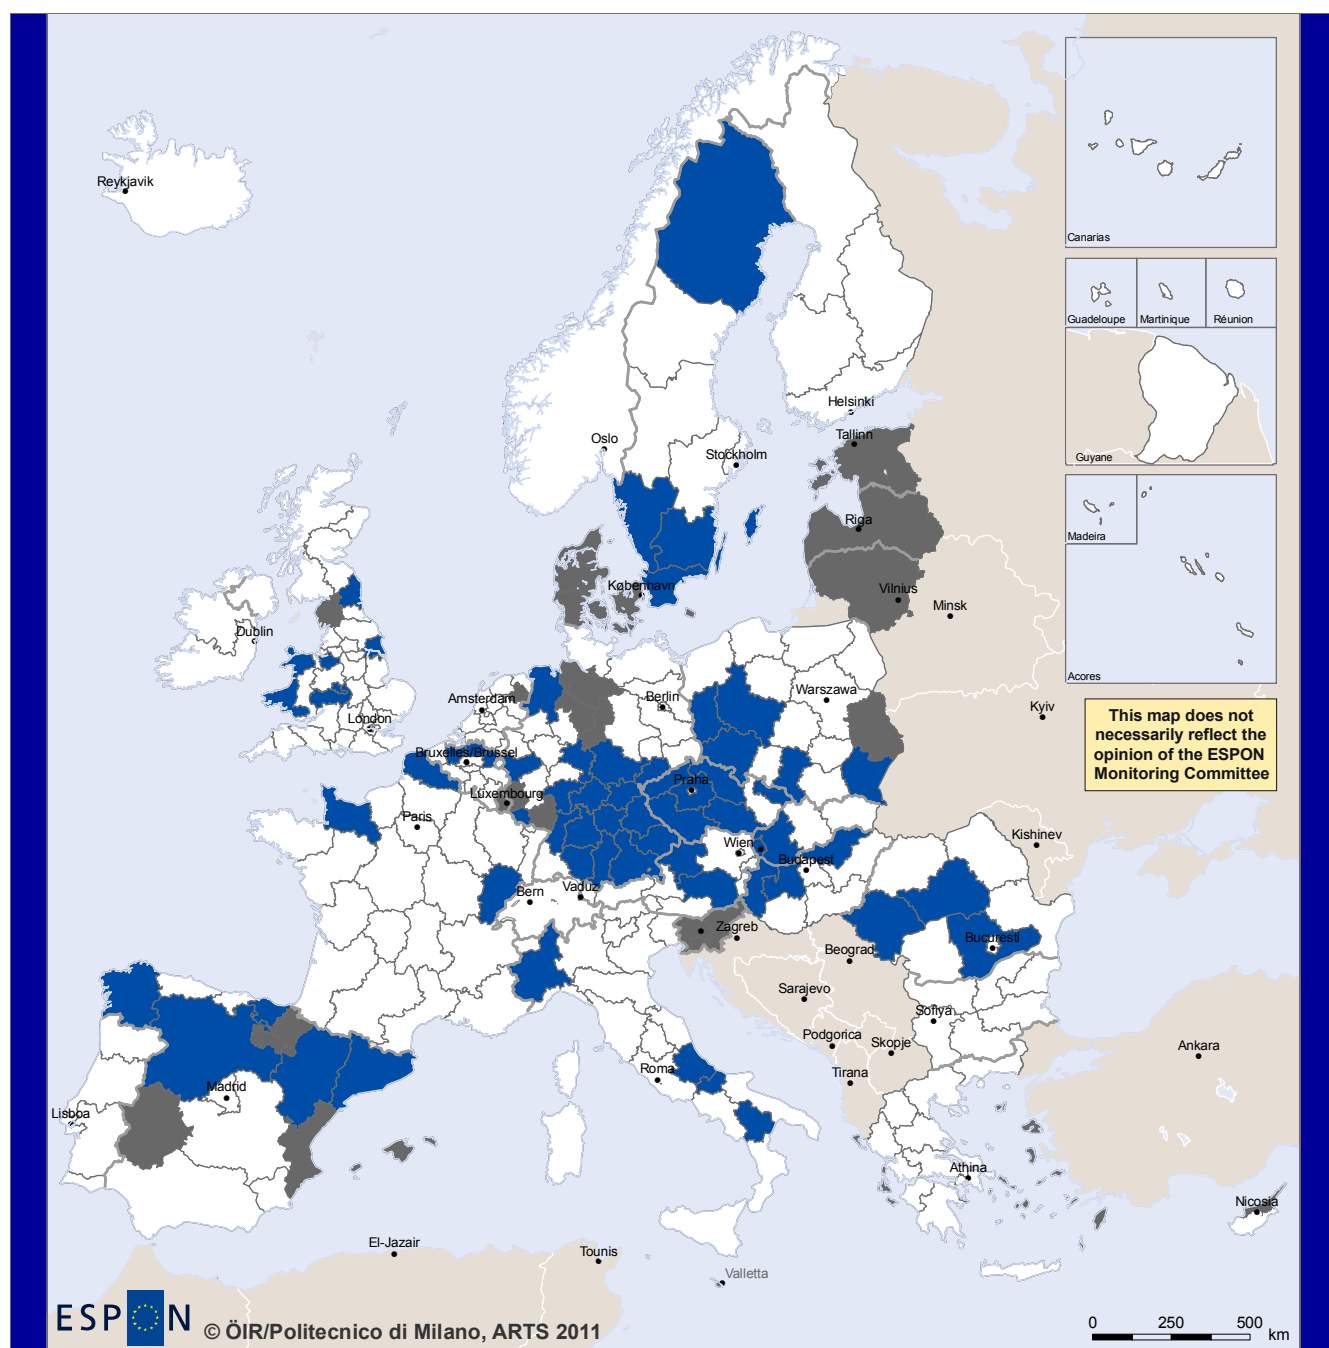 Reykjavik
Canarias
Guadeloupe
Martinique
Réunion
Guyane
Madeira
Acores
Helsinki
Tallinn
Oslo
Stockholm
Riga
København
Vilnius
Minsk
Dublin
Amsterdam
Berlin
Warszawa
London
Kyiv
This map does not
necessarily reflect the
opinion of the ESPON
Monitoring Committee
Bruxelles/Brussel
Praha
Luxembourg
Paris
Kishinev
Wien
Budapest
Bern
Vaduz
Zagreb
Bucuresti
Beograd
Sarajevo
Sofiya
Podgorica
Skopje
Ankara
Roma
Tirana
Madrid
Lisboa
Athina
Nicosia
El-Jazair
Tounis
Valletta
ESPON
© ÖIR/Politecnico di Milano, ARTS 2011
0 250 500
km